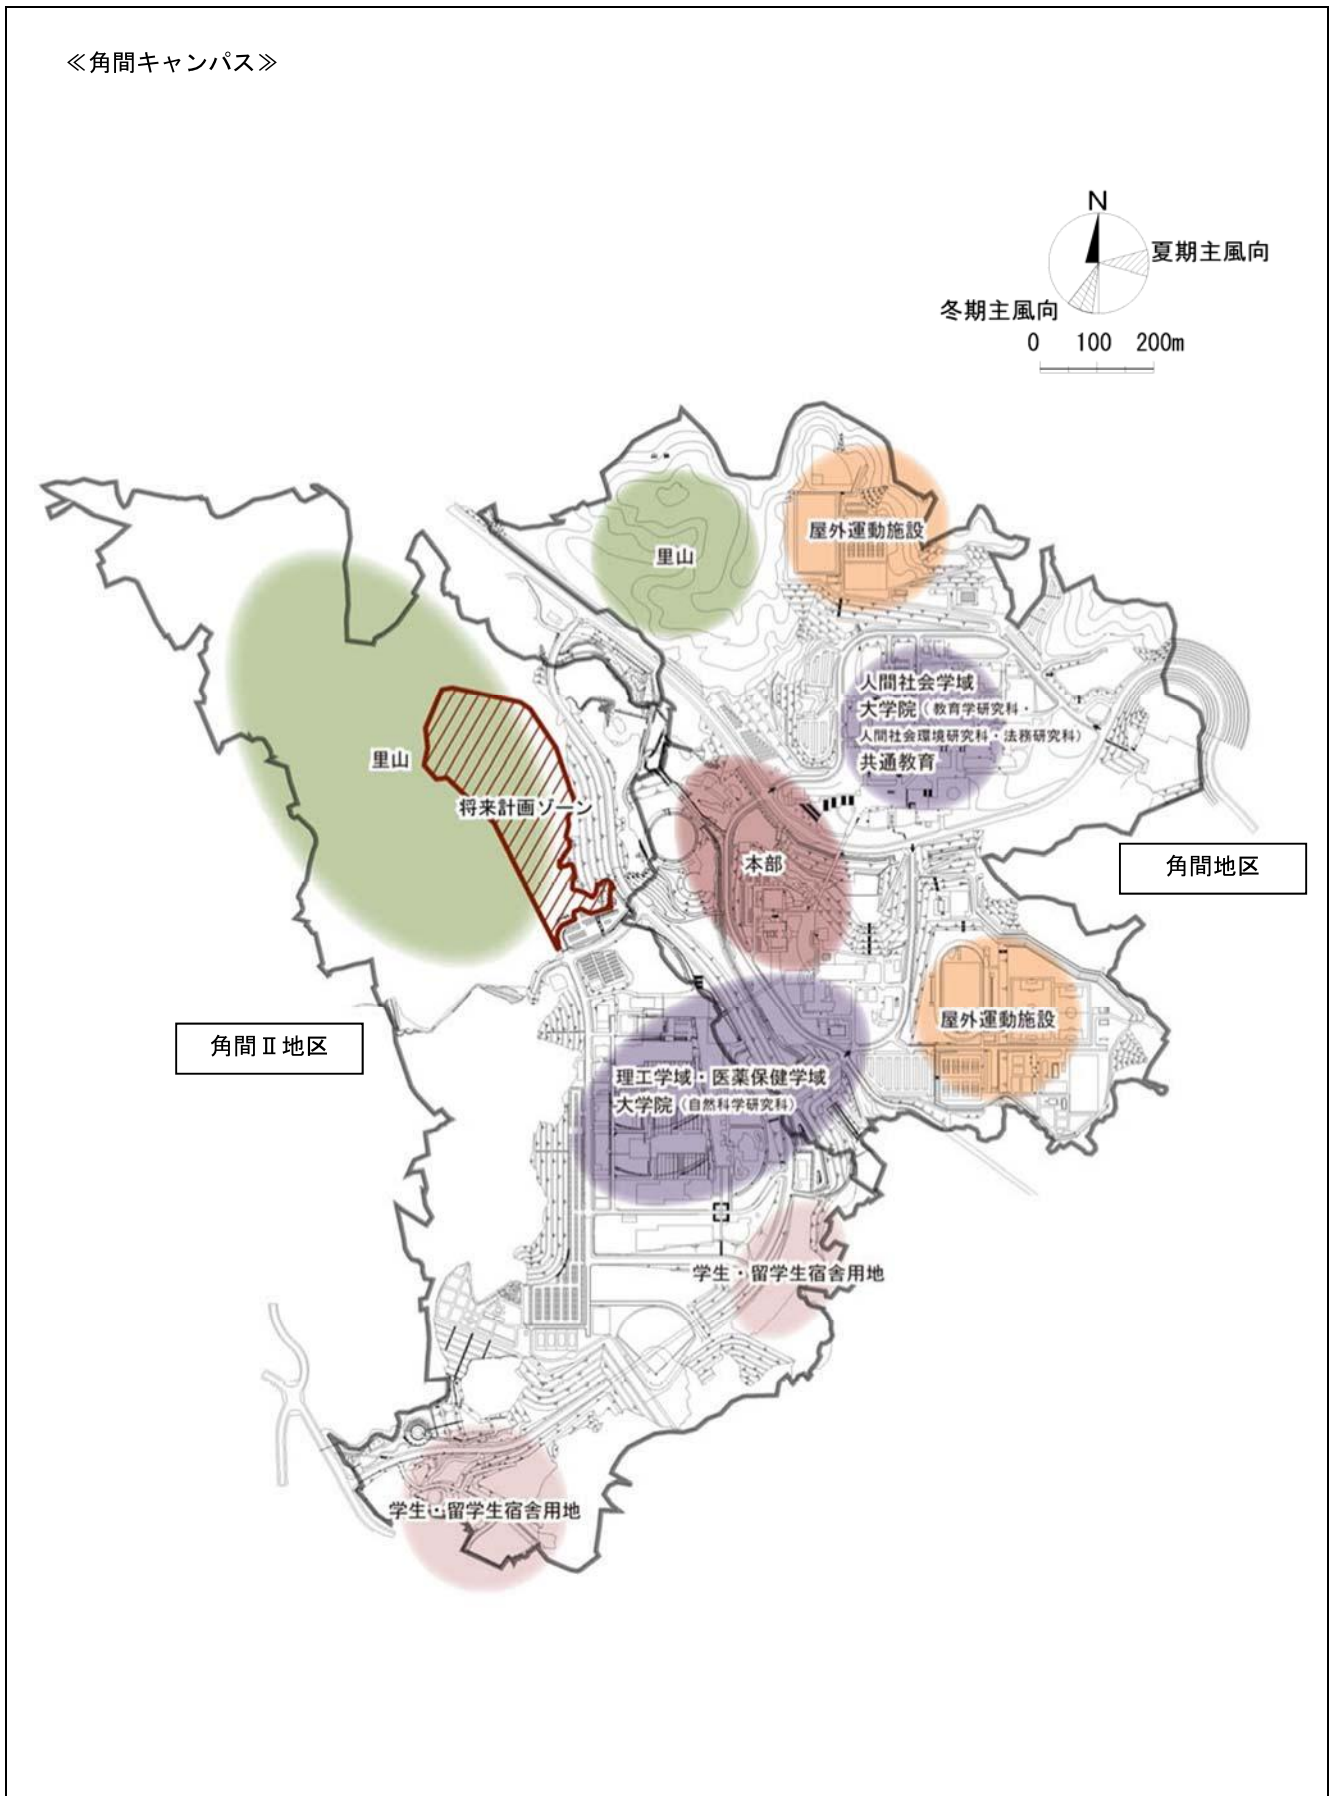 ≪角間キャンパス≫
N
夏期主風向
冬期主風向
0 100 200m
屋外運動施設
里山
人間社会学域
大学院（教育学研究科・
人間社会環境研究科・法務研究科）
共通教育
里山
将来計画ゾーン
本部
角間地区
屋外運動施設
角間Ⅱ地区
理工学域・医薬保健学域
大学院（自然科学研究科）
学生・留学生宿舎用地
学生・留学生宿舎用地